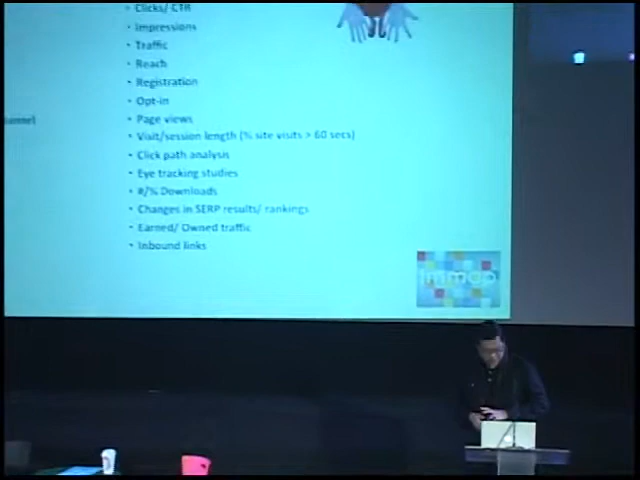 • Clicks/ CTR
• Impressions
• Traffic
• Reach
• Registration
• Opt-in
• Page views
• Visit/session length (% site visits > 60 secs)
• Click path analysis
• Eye tracking studies
• #/% Downloads
• Changes in SERP results/ rankings
• Earned/ Owned traffic
• Inbound links
immap